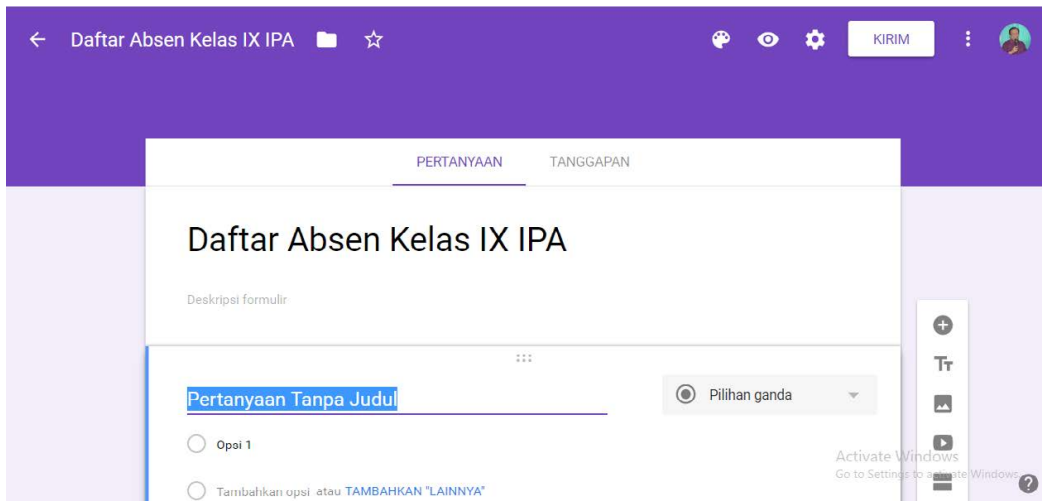 Daftar Absen Kelas IX IPA
KIRIM
PERTANYAAN TANGGAPAN
Daftar Absen Kelas IX IPA
Deskripsi formulir
Pertanyaan Tanpa Judul
Pilihan ganda
Opsi 1
Tambahkan opsi atau TAMBAHKAN "LAINNYA"
Tт
Activate Windows
Go to Settings to activate Windows.